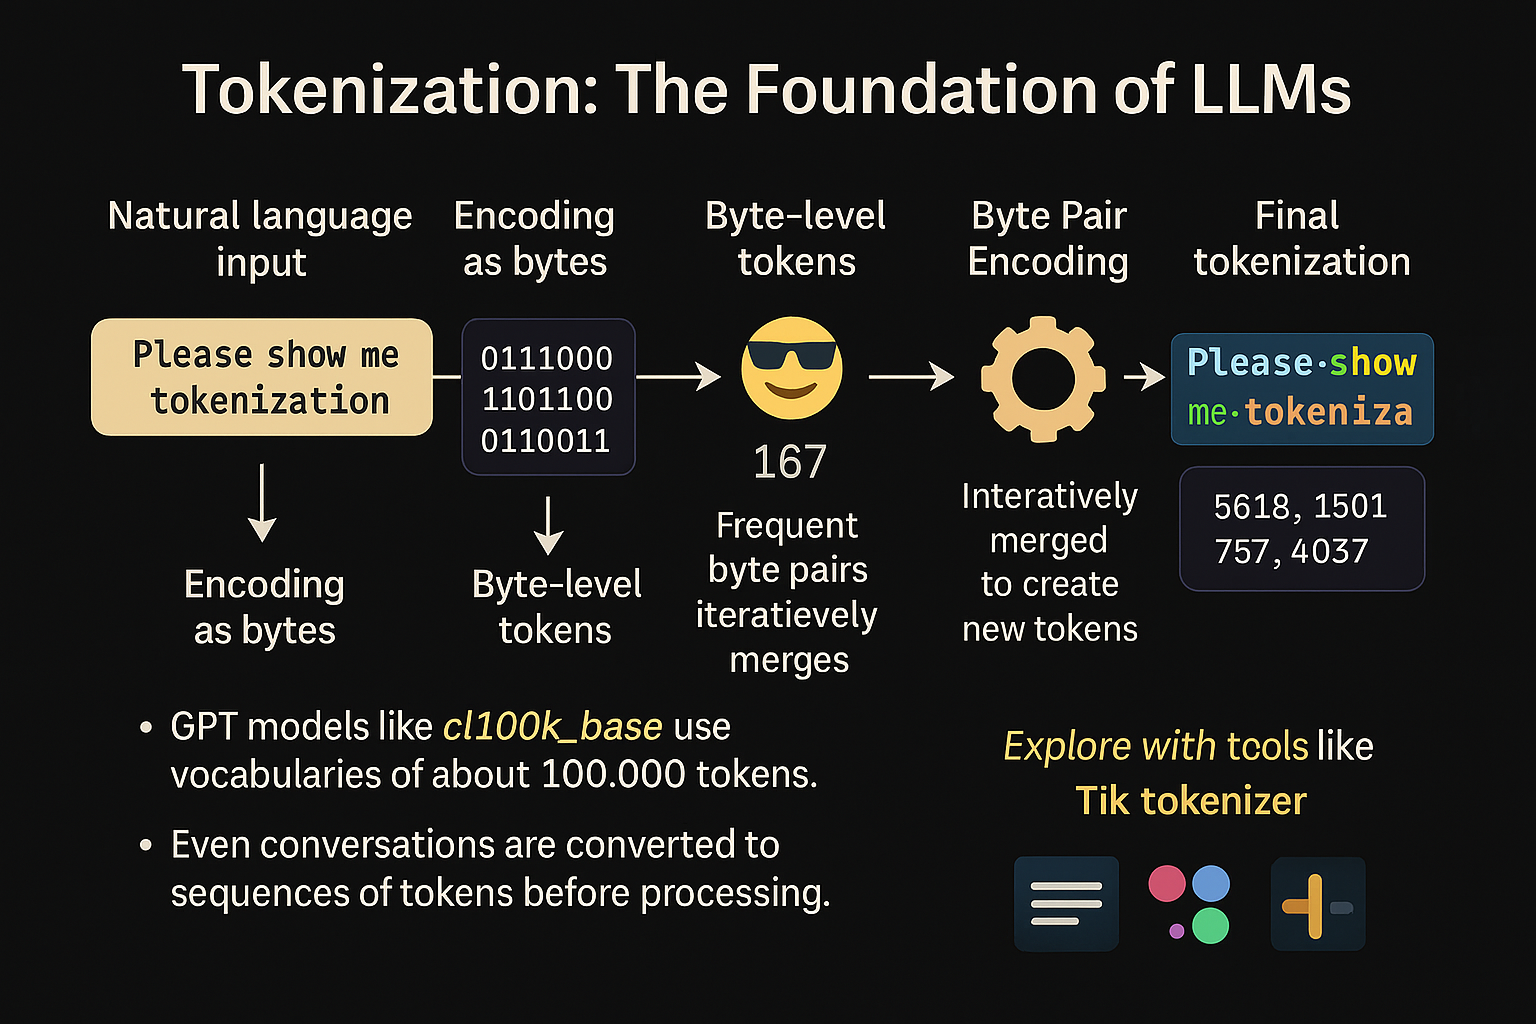 Tokenization: The Foundation of LLMs
Natural language
input
Encoding
as bytes
Byte-level
tokens
Byte Pair
Encoding
Final
tokenization
Please show me
tokenization
0111000
1101100
0110011
167
Please·show
me·tokeniza
5618, 1501
757, 4037
Encoding
as bytes
Byte-level
tokens
Frequent
byte pairs
iteratievely
merges
Interatively
merged
to create
new tokens
• GPT models like cl100k_base use
vocabularies of about 100.000 tokens.
• Even conversations are converted to
sequences of tokens before processing.
Explore with tools like
Tik tokenizer